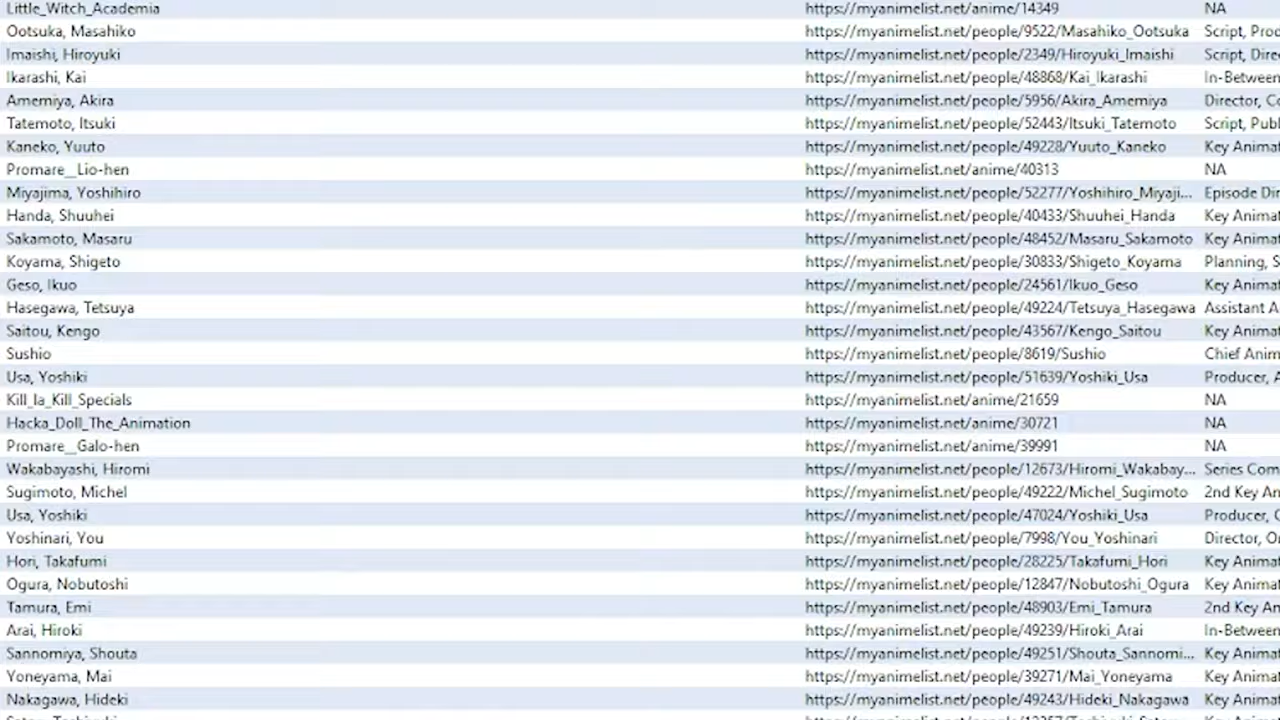 Little_Witch_Academia https://myanimelist.net/anime/14349 NA
Ootsuka, Masahiko https://myanimelist.net/people/9522/Masahiko_Ootsuka Script, Prod
Imaishi, Hiroyuki https://myanimelist.net/people/2349/Hiroyuki_Imaishi Script, Dire
Ikarashi, Kai https://myanimelist.net/people/48868/Kai_Ikarashi In-Between
Amemiya, Akira https://myanimelist.net/people/5956/Akira_Amemiya Director, Co
Tatemoto, Itsuki https://myanimelist.net/people/52443/Itsuki_Tatemoto Script, Publ
Kaneko, Yuuto https://myanimelist.net/people/49228/Yuuto_Kaneko Key Animat
Promare__Lio-hen https://myanimelist.net/anime/40313 NA
Miyajima, Yoshihiro https://myanimelist.net/people/52277/Yoshihiro_Miyaji... Episode Dir
Handa, Shuuhei https://myanimelist.net/people/40433/Shuuhei_Handa Key Animat
Sakamoto, Masaru https://myanimelist.net/people/48452/Masaru_Sakamoto Key Animat
Koyama, Shigeto https://myanimelist.net/people/30833/Shigeto_Koyama Planning, S
Geso, Ikuo https://myanimelist.net/people/24561/Ikuo_Geso Key Animat
Hasegawa, Tetsuya https://myanimelist.net/people/49224/Tetsuya_Hasegawa Assistant A
Saitou, Kengo https://myanimelist.net/people/43567/Kengo_Saitou Key Animat
Sushio https://myanimelist.net/people/8619/Sushio Chief Anim
Usa, Yoshiki https://myanimelist.net/people/51639/Yoshiki_Usa Producer, A
Kill_la_Kill_Specials https://myanimelist.net/anime/21659 NA
Hacka_Doll_The_Animation https://myanimelist.net/anime/30721 NA
Promare__Galo-hen https://myanimelist.net/anime/39991 NA
Wakabayashi, Hiromi https://myanimelist.net/people/12673/Hiromi_Wakabay... Series Com
Sugimoto, Michel https://myanimelist.net/people/49222/Michel_Sugimoto 2nd Key An
Usa, Yoshiki https://myanimelist.net/people/47024/Yoshiki_Usa Producer, C
Yoshinari, You https://myanimelist.net/people/7998/You_Yoshinari Director, Or
Hori, Takafumi https://myanimelist.net/people/28225/Takafumi_Hori Key Animat
Ogura, Nobutoshi https://myanimelist.net/people/12847/Nobutoshi_Ogura Key Animat
Tamura, Emi https://myanimelist.net/people/48903/Emi_Tamura 2nd Key An
Arai, Hiroki https://myanimelist.net/people/49239/Hiroki_Arai In-Between
Sannomiya, Shouta https://myanimelist.net/people/49251/Shouta_Sannomi... Key Animat
Yoneyama, Mai https://myanimelist.net/people/39271/Mai_Yoneyama Key Animat
Nakagawa, Hideki https://myanimelist.net/people/49243/Hideki_Nakagawa Key Animat